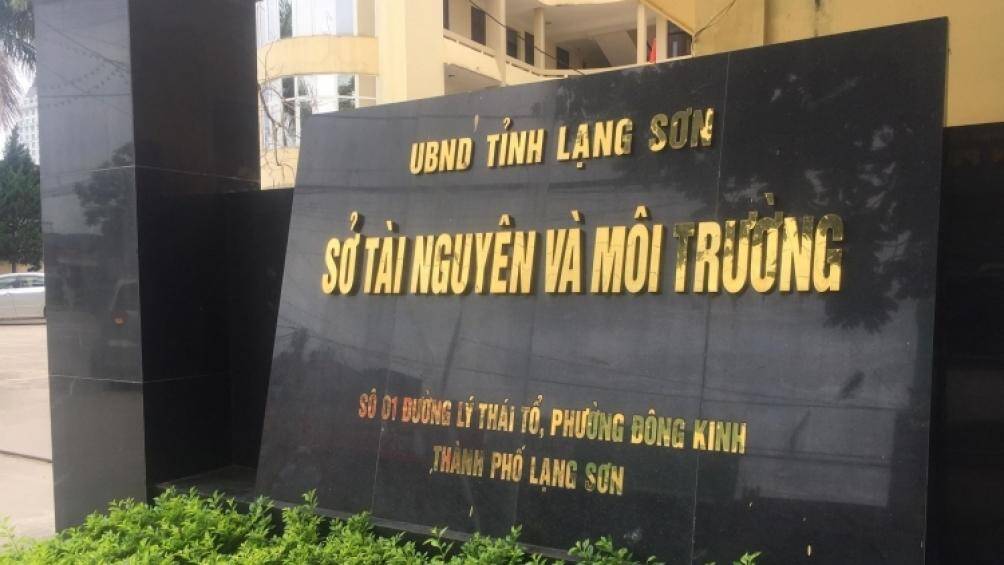 UBND TỈNH LẠNG SƠN
SỞ TÀI NGUYÊN VÀ MÔI TRƯỜNG
SỐ 01 ĐƯỜNG LÝ THÁI TỔ, PHƯỜNG ĐÔNG KINH
THÀNH PHỐ LẠNG SƠN